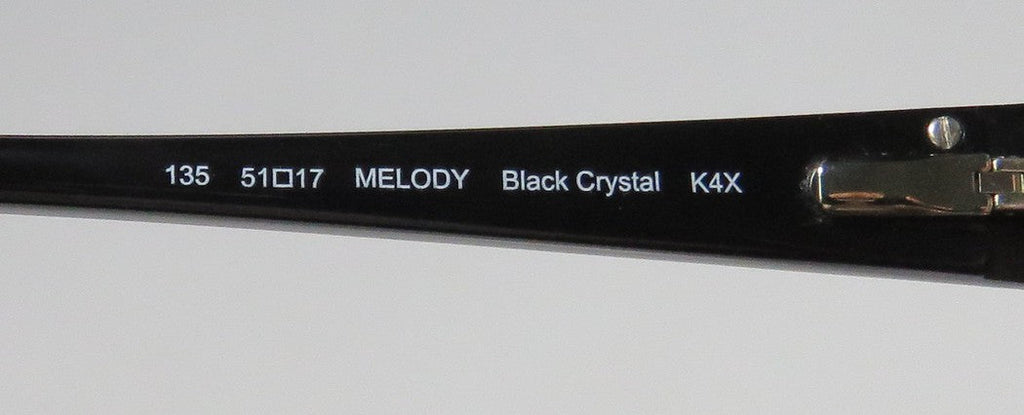 135 51□17 MELODY Black Crystal K4X